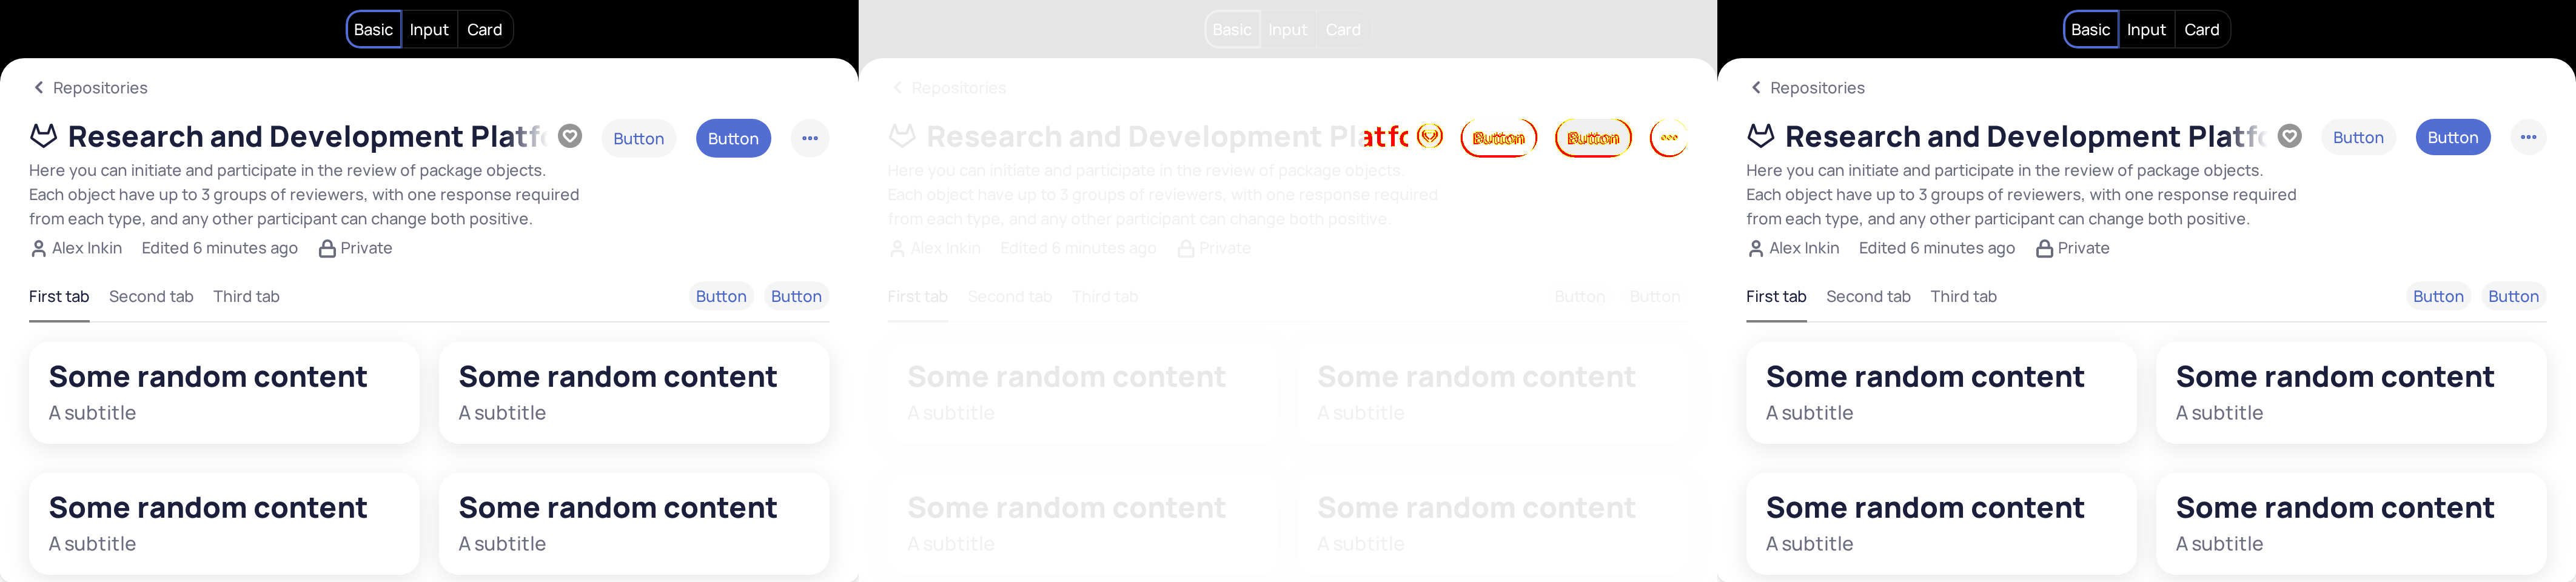 Basic Input Card
Repositories
Research and Development Platfo
Button Button
Here you can initiate and participate in the review of package objects.
Each object have up to 3 groups of reviewers, with one response required
from each type, and any other participant can change both positive.
Alex Inkin Edited 6 minutes ago Private
First tab Second tab Third tab Button Button
Some random content Some random content
A subtitle A subtitle
Some random content Some random content
A subtitle A subtitle
Basic Input Card
Repositories
Research and Development Platfo
Button Button
Here you can initiate and participate in the review of package objects.
Each object have up to 3 groups of reviewers, with one response required
from each type, and any other participant can change both positive.
Alex Inkin Edited 6 minutes ago Private
First tab Second tab Third tab Button Button
Some random content Some random content
A subtitle A subtitle
Some random content Some random content
A subtitle A subtitle
Basic Input Card
Repositories
Research and Development Platfo
Button Button
Here you can initiate and participate in the review of package objects.
Each object have up to 3 groups of reviewers, with one response required
from each type, and any other participant can change both positive.
Alex Inkin Edited 6 minutes ago Private
First tab Second tab Third tab Button Button
Some random content Some random content
A subtitle A subtitle
Some random content Some random content
A subtitle A subtitle